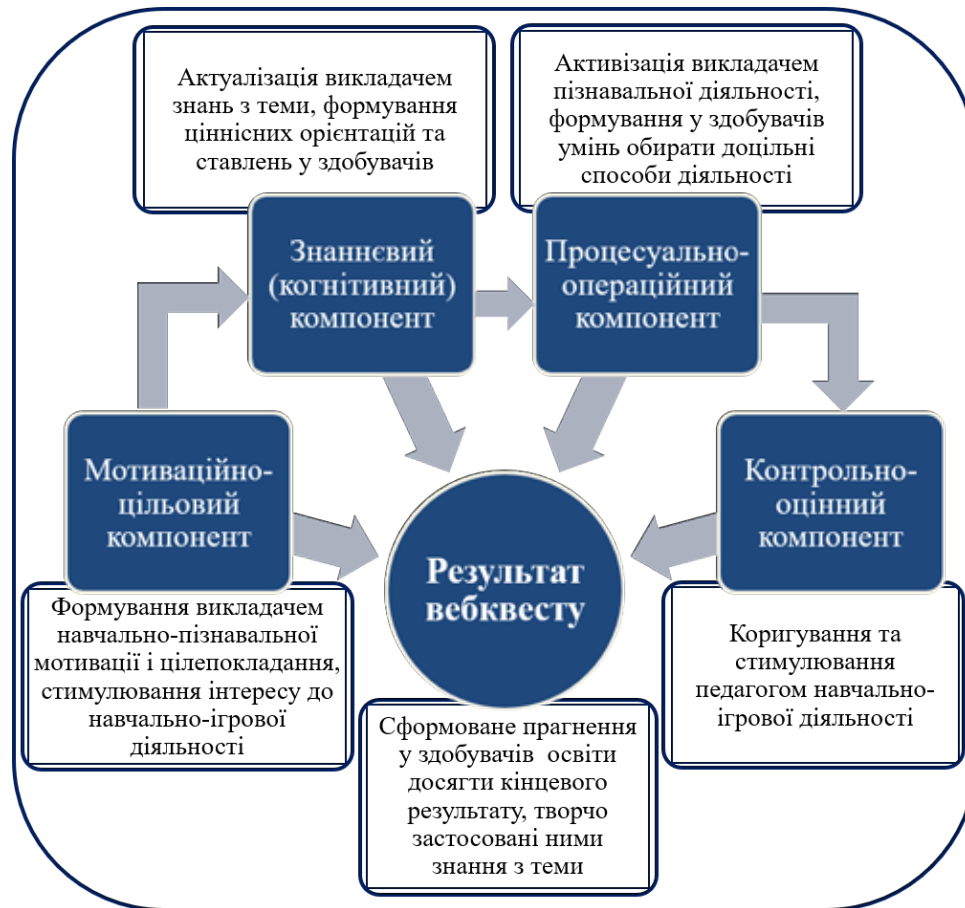 Актуалізація викладачем
знань з теми, формування
ціннісних орієнтацій та
ставлень у здобувачів
Активізація викладачем
пізнавальної діяльності,
формування у здобувачів
умінь обирати доцільні
способи діяльності
Знаннєвий
(когнітивний)
компонент
Процесуально-
операційний
компонент
Мотиваційно-
цільовий
компонент
Контрольно-
оцінний
компонент
Результат
вебквесту
Формування викладачем
навчально-пізнавальної
мотивації і цілепокладання,
стимулювання інтересу до
навчально-ігрової
діяльності
Коригування та
стимулювання
педагогом навчально-
ігрової діяльності
Сформоване прагнення
у здобувачів освіти
досягти кінцевого
результату, творчо
застосовані ними
знання з теми